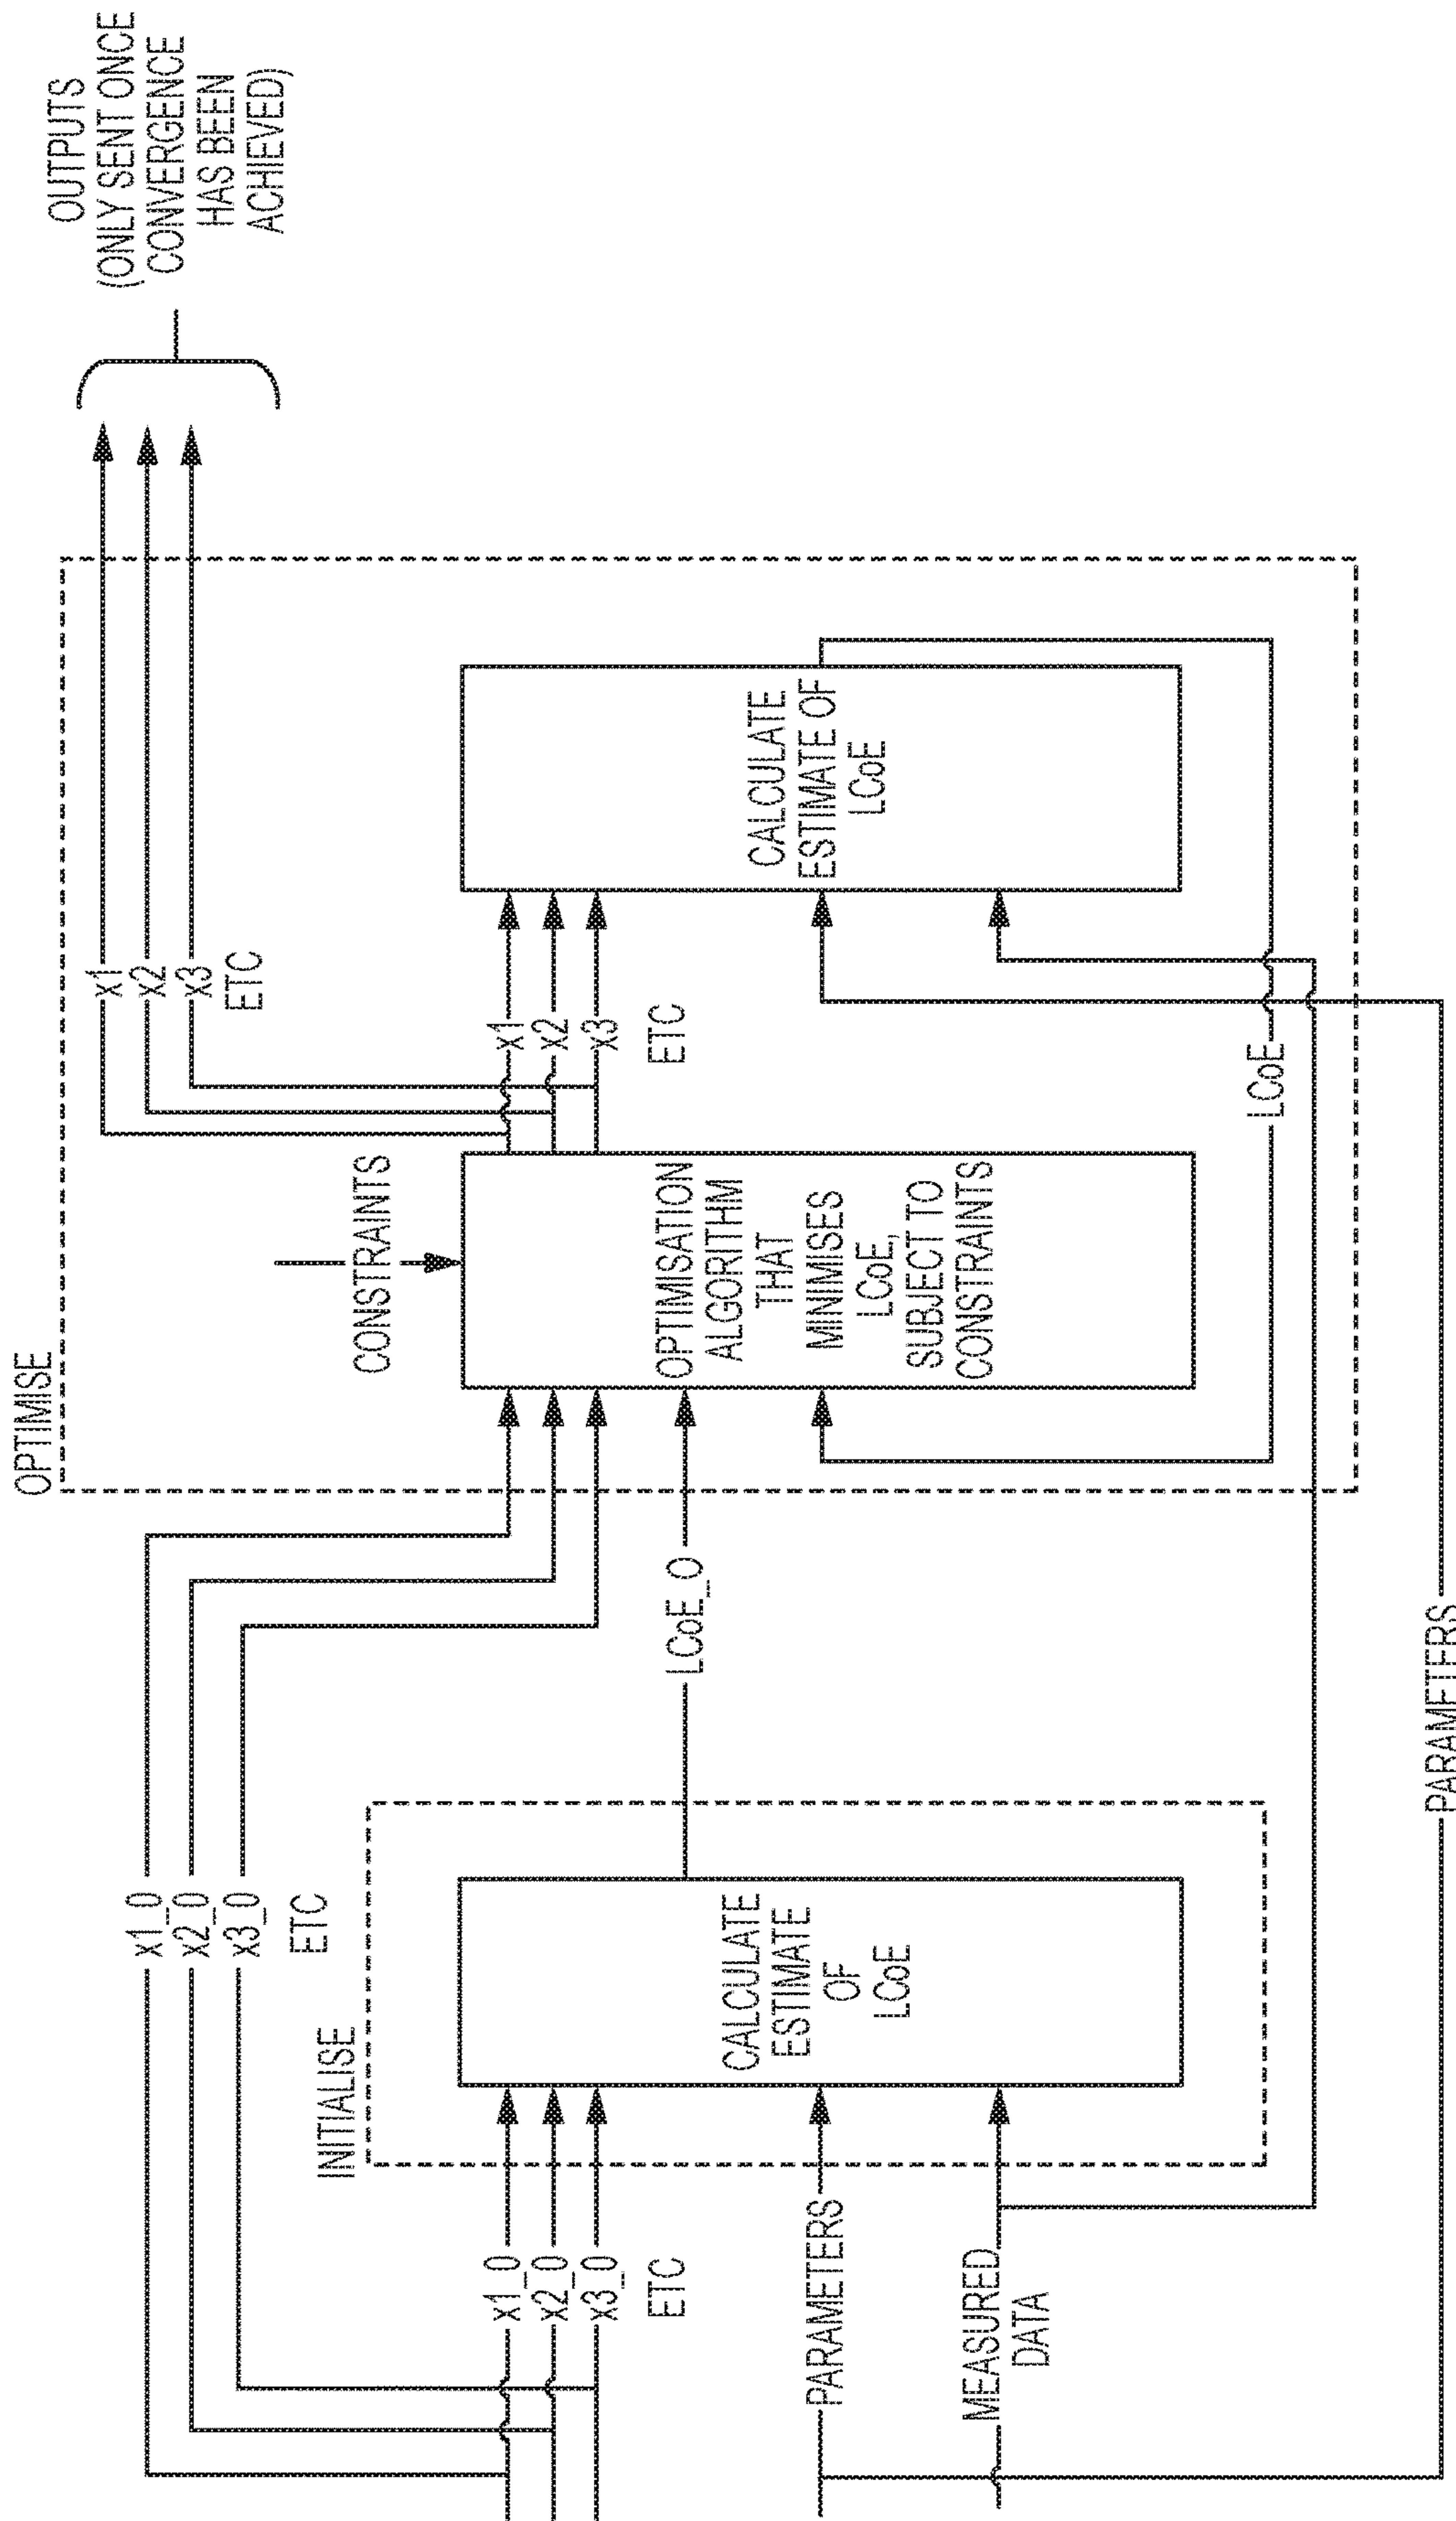 INITIALISE
x1_0
x2_0
x3_0
ETC
PARAMETERS
MEASURED
DATA
CALCULATE
ESTIMATE
OF
LCoE
x1_0
x2_0
x3_0
ETC
LCoE_O
PARAMETERS
OPTIMISE
CONSTRAINTS
OPTIMISATION
ALGORITHM
THAT
MINIMISES
LCoE,
SUBJECT TO
CONSTRAINTS
x1
x2
x3
ETC
x1
x2
x3
ETC
LCoE
CALCULATE
ESTIMATE OF
LCoE
OUTPUTS
(ONLY SENT ONCE
CONVERGENCE
HAS BEEN
ACHIEVED)